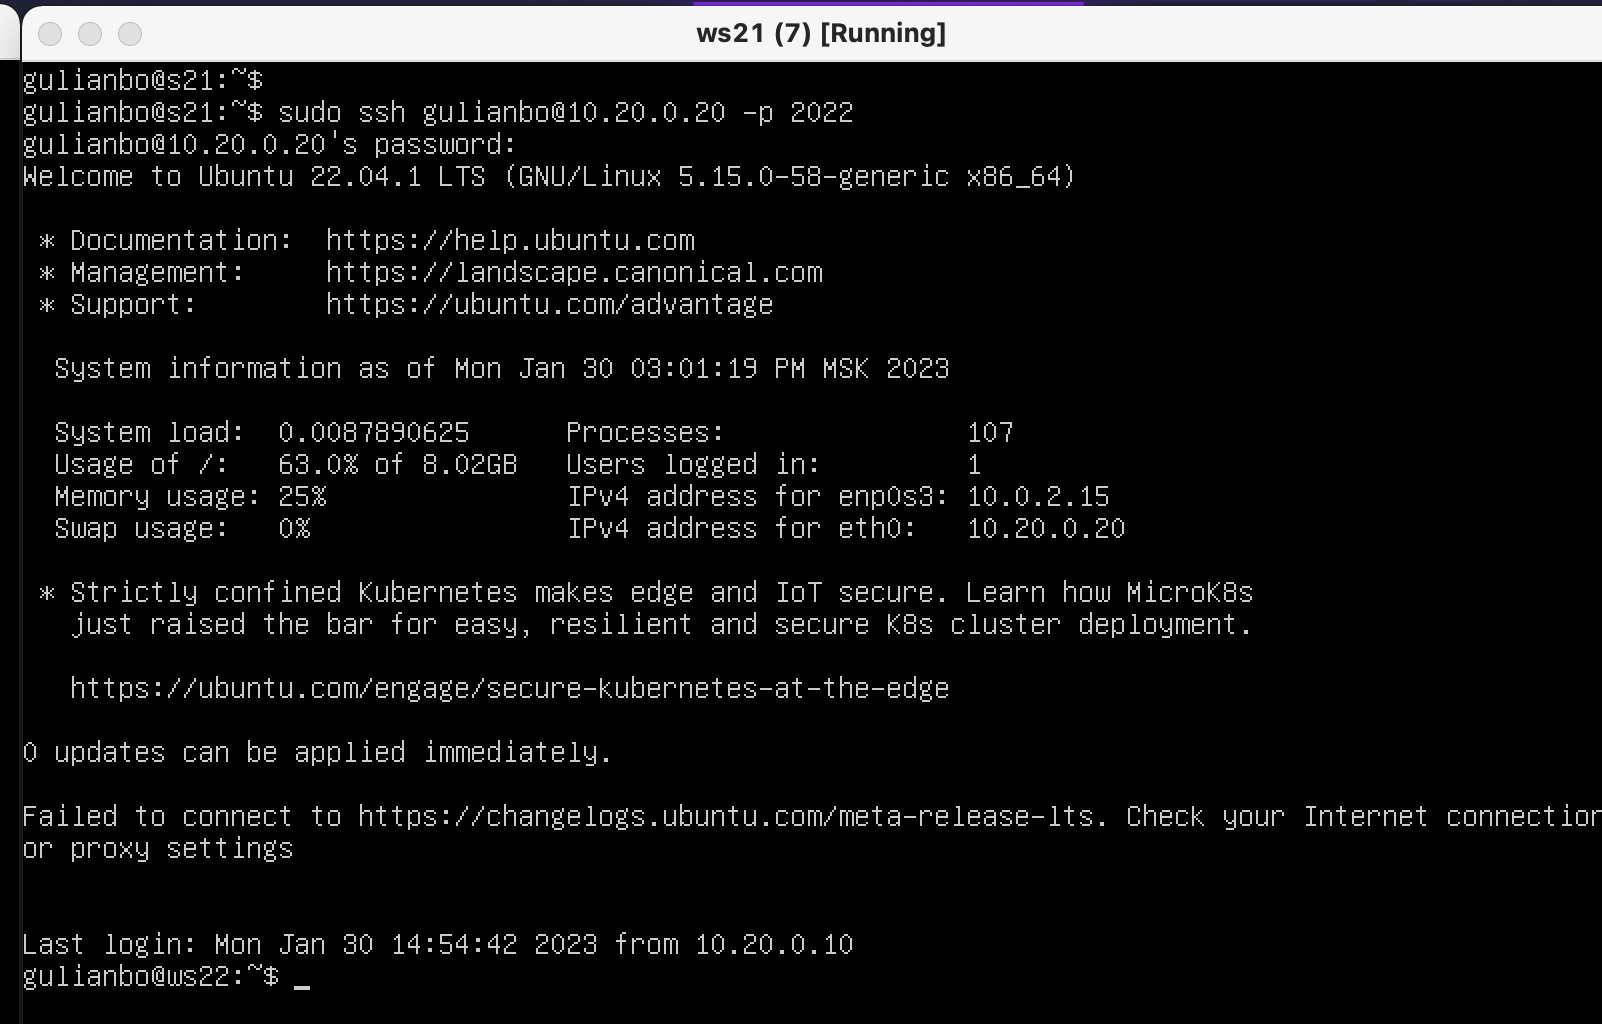 ws21 (7) [Running]
gulianbo@s21:~$
gulianbo@s21:~$ sudo ssh gulianbo@10.20.0.20 -p 2022
gulianbo@10.20.0.20's password:
Welcome to Ubuntu 22.04.1 LTS (GNU/Linux 5.15.0-58-generic x86_64)
* Documentation:  https://help.ubuntu.com
* Management:     https://landscape.canonical.com
* Support:        https://ubuntu.com/advantage
System information as of Mon Jan 30 03:01:19 PM MSK 2023
System load:  0.0087890625      Processes:               107
Usage of /:   63.0% of 8.02GB   Users logged in:         1
Memory usage: 25%               IPv4 address for enp0s3: 10.0.2.15
Swap usage:   0%                IPv4 address for eth0:   10.20.0.20
* Strictly confined Kubernetes makes edge and IoT secure. Learn how MicroK8s
just raised the bar for easy, resilient and secure K8s cluster deployment.
https://ubuntu.com/engage/secure-kubernetes-at-the-edge
0 updates can be applied immediately.
Failed to connect to https://changelogs.ubuntu.com/meta-release-lts. Check your Internet connection
or proxy settings
Last login: Mon Jan 30 14:54:42 2023 from 10.20.0.10
gulianbo@ws22:~$ _